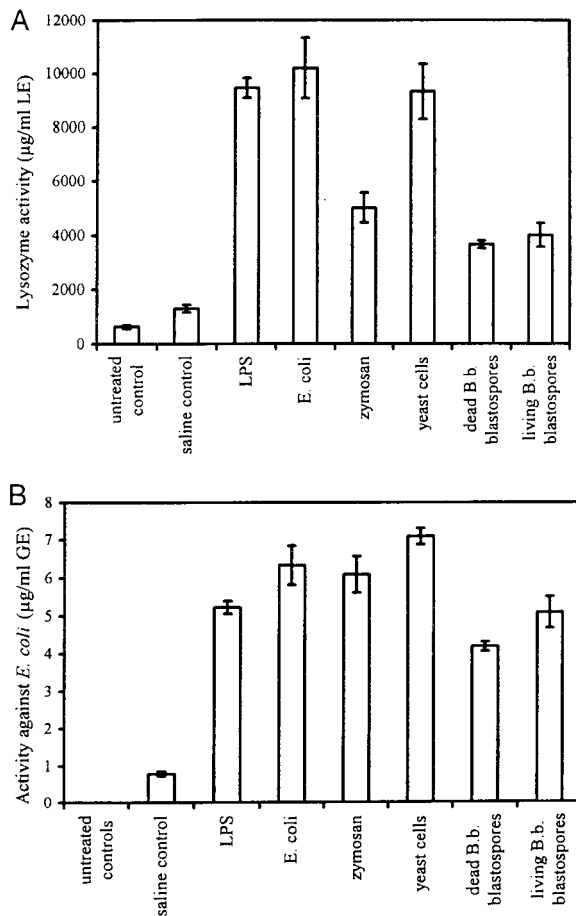 A
Lysozyme activity (µg/ml LE)
12000
10000
8000
6000
4000
2000
0
untreated
control
saline control
LPS
E. coli
zymosan
yeast cells
dead B.b.
blastospores
living B.b.
blastospores
B
Activity against E. coli (µg/ml GE)
8
7
6
5
4
3
2
1
0
untreated
controls
saline control
LPS
E. coli
zymosan
yeast cells
dead B.b.
blastospores
living B.b.
blastospores